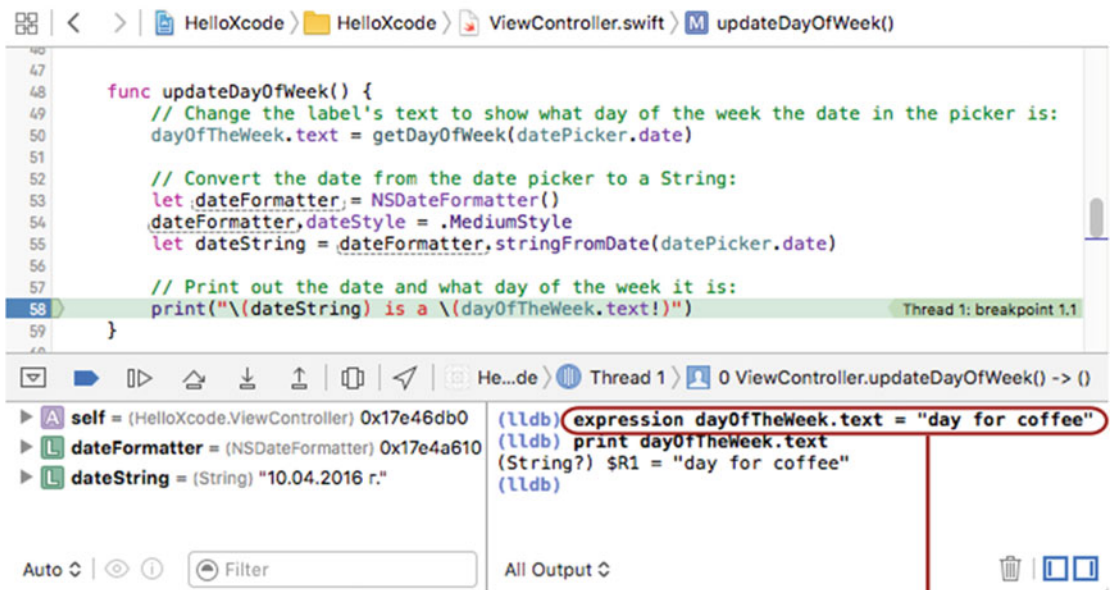 HelloXcode HelloXcode ViewController.swift M updateDayOfWeek()
46
47
48 func updateDayOfWeek() {
49 // Change the label's text to show what day of the week the date in the picker is:
50 dayOfTheWeek.text = getDayOfWeek(datePicker.date)
51
52 // Convert the date from the date picker to a String:
53 let dateFormatter = NSDateFormatter()
54 dateFormatter.dateStyle = .MediumStyle
55 let dateString = dateFormatter.stringFromDate(datePicker.date)
56
57 // Print out the date and what day of the week it is:
58 print("\(dateString) is a \(dayOfTheWeek.text!)") Thread 1: breakpoint 1.1
59 }
He...de Thread 1 0 ViewController.updateDayOfWeek() -> ()
A self = (HelloXcode.ViewController) 0x17e46db0
L dateFormatter = (NSDateFormatter) 0x17e4a610
L dateString = (String) "10.04.2016 г."
(lldb) expression dayOfTheWeek.text = "day for coffee"
(lldb) print dayOfTheWeek.text
(String?) $R1 = "day for coffee"
(lldb)
Auto Filter All Output